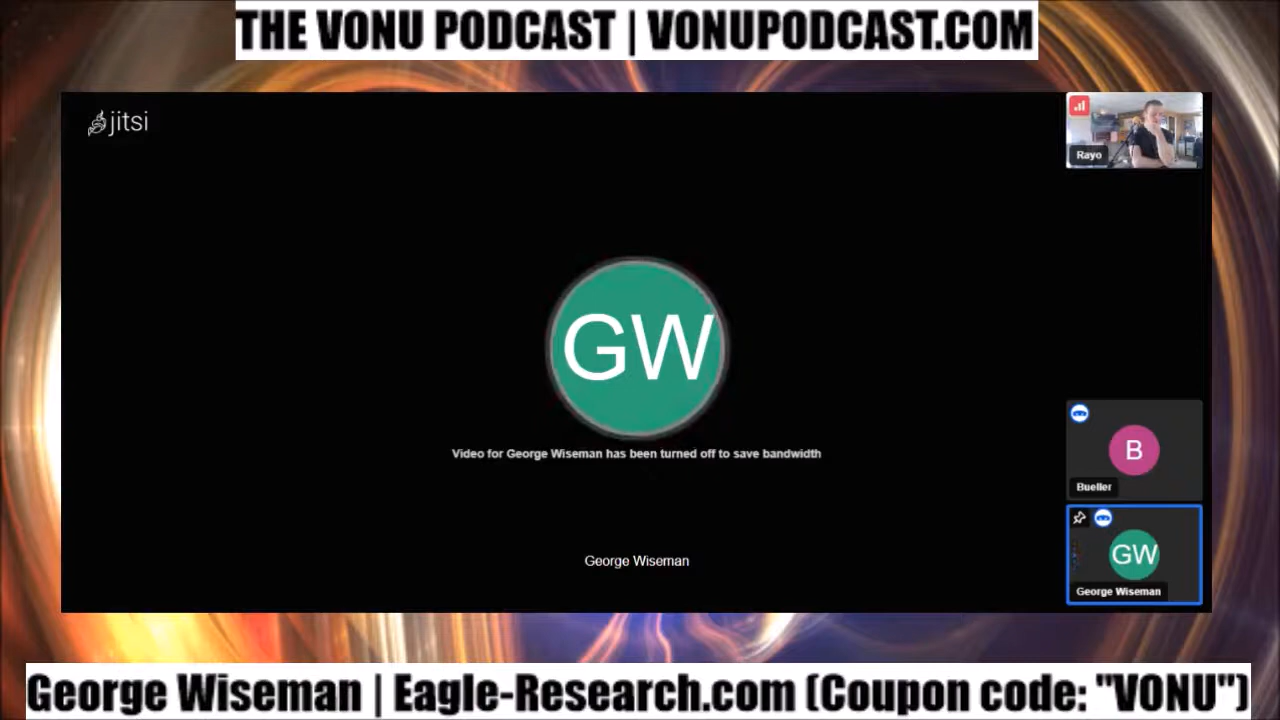 THE VONU PODCAST | VONUPODCAST.COM
jitsi
Rayo
GW
Video for George Wiseman has been turned off to save bandwidth
George Wiseman
B
Bueller
GW
George Wiseman
George Wiseman | Eagle-Research.com (Coupon code: "VONU")